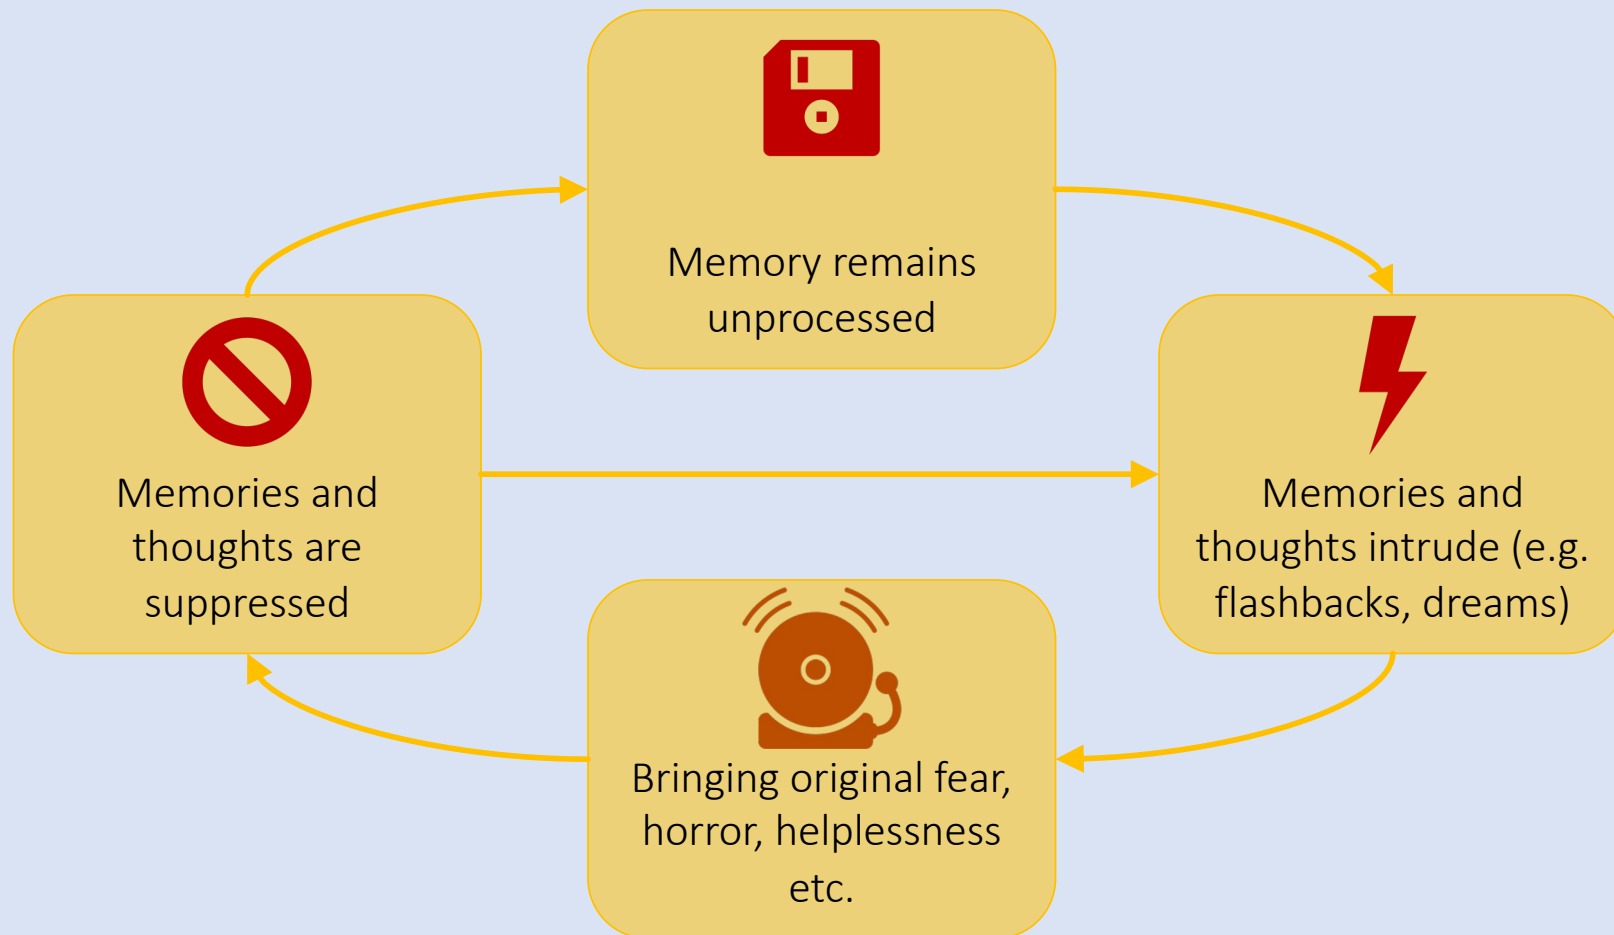 Memory remains
unprocessed
Memories and
thoughts are
suppressed
Memories and
thoughts intrude (e.g.
flashbacks, dreams)
Bringing original fear,
horror, helplessness
etc.